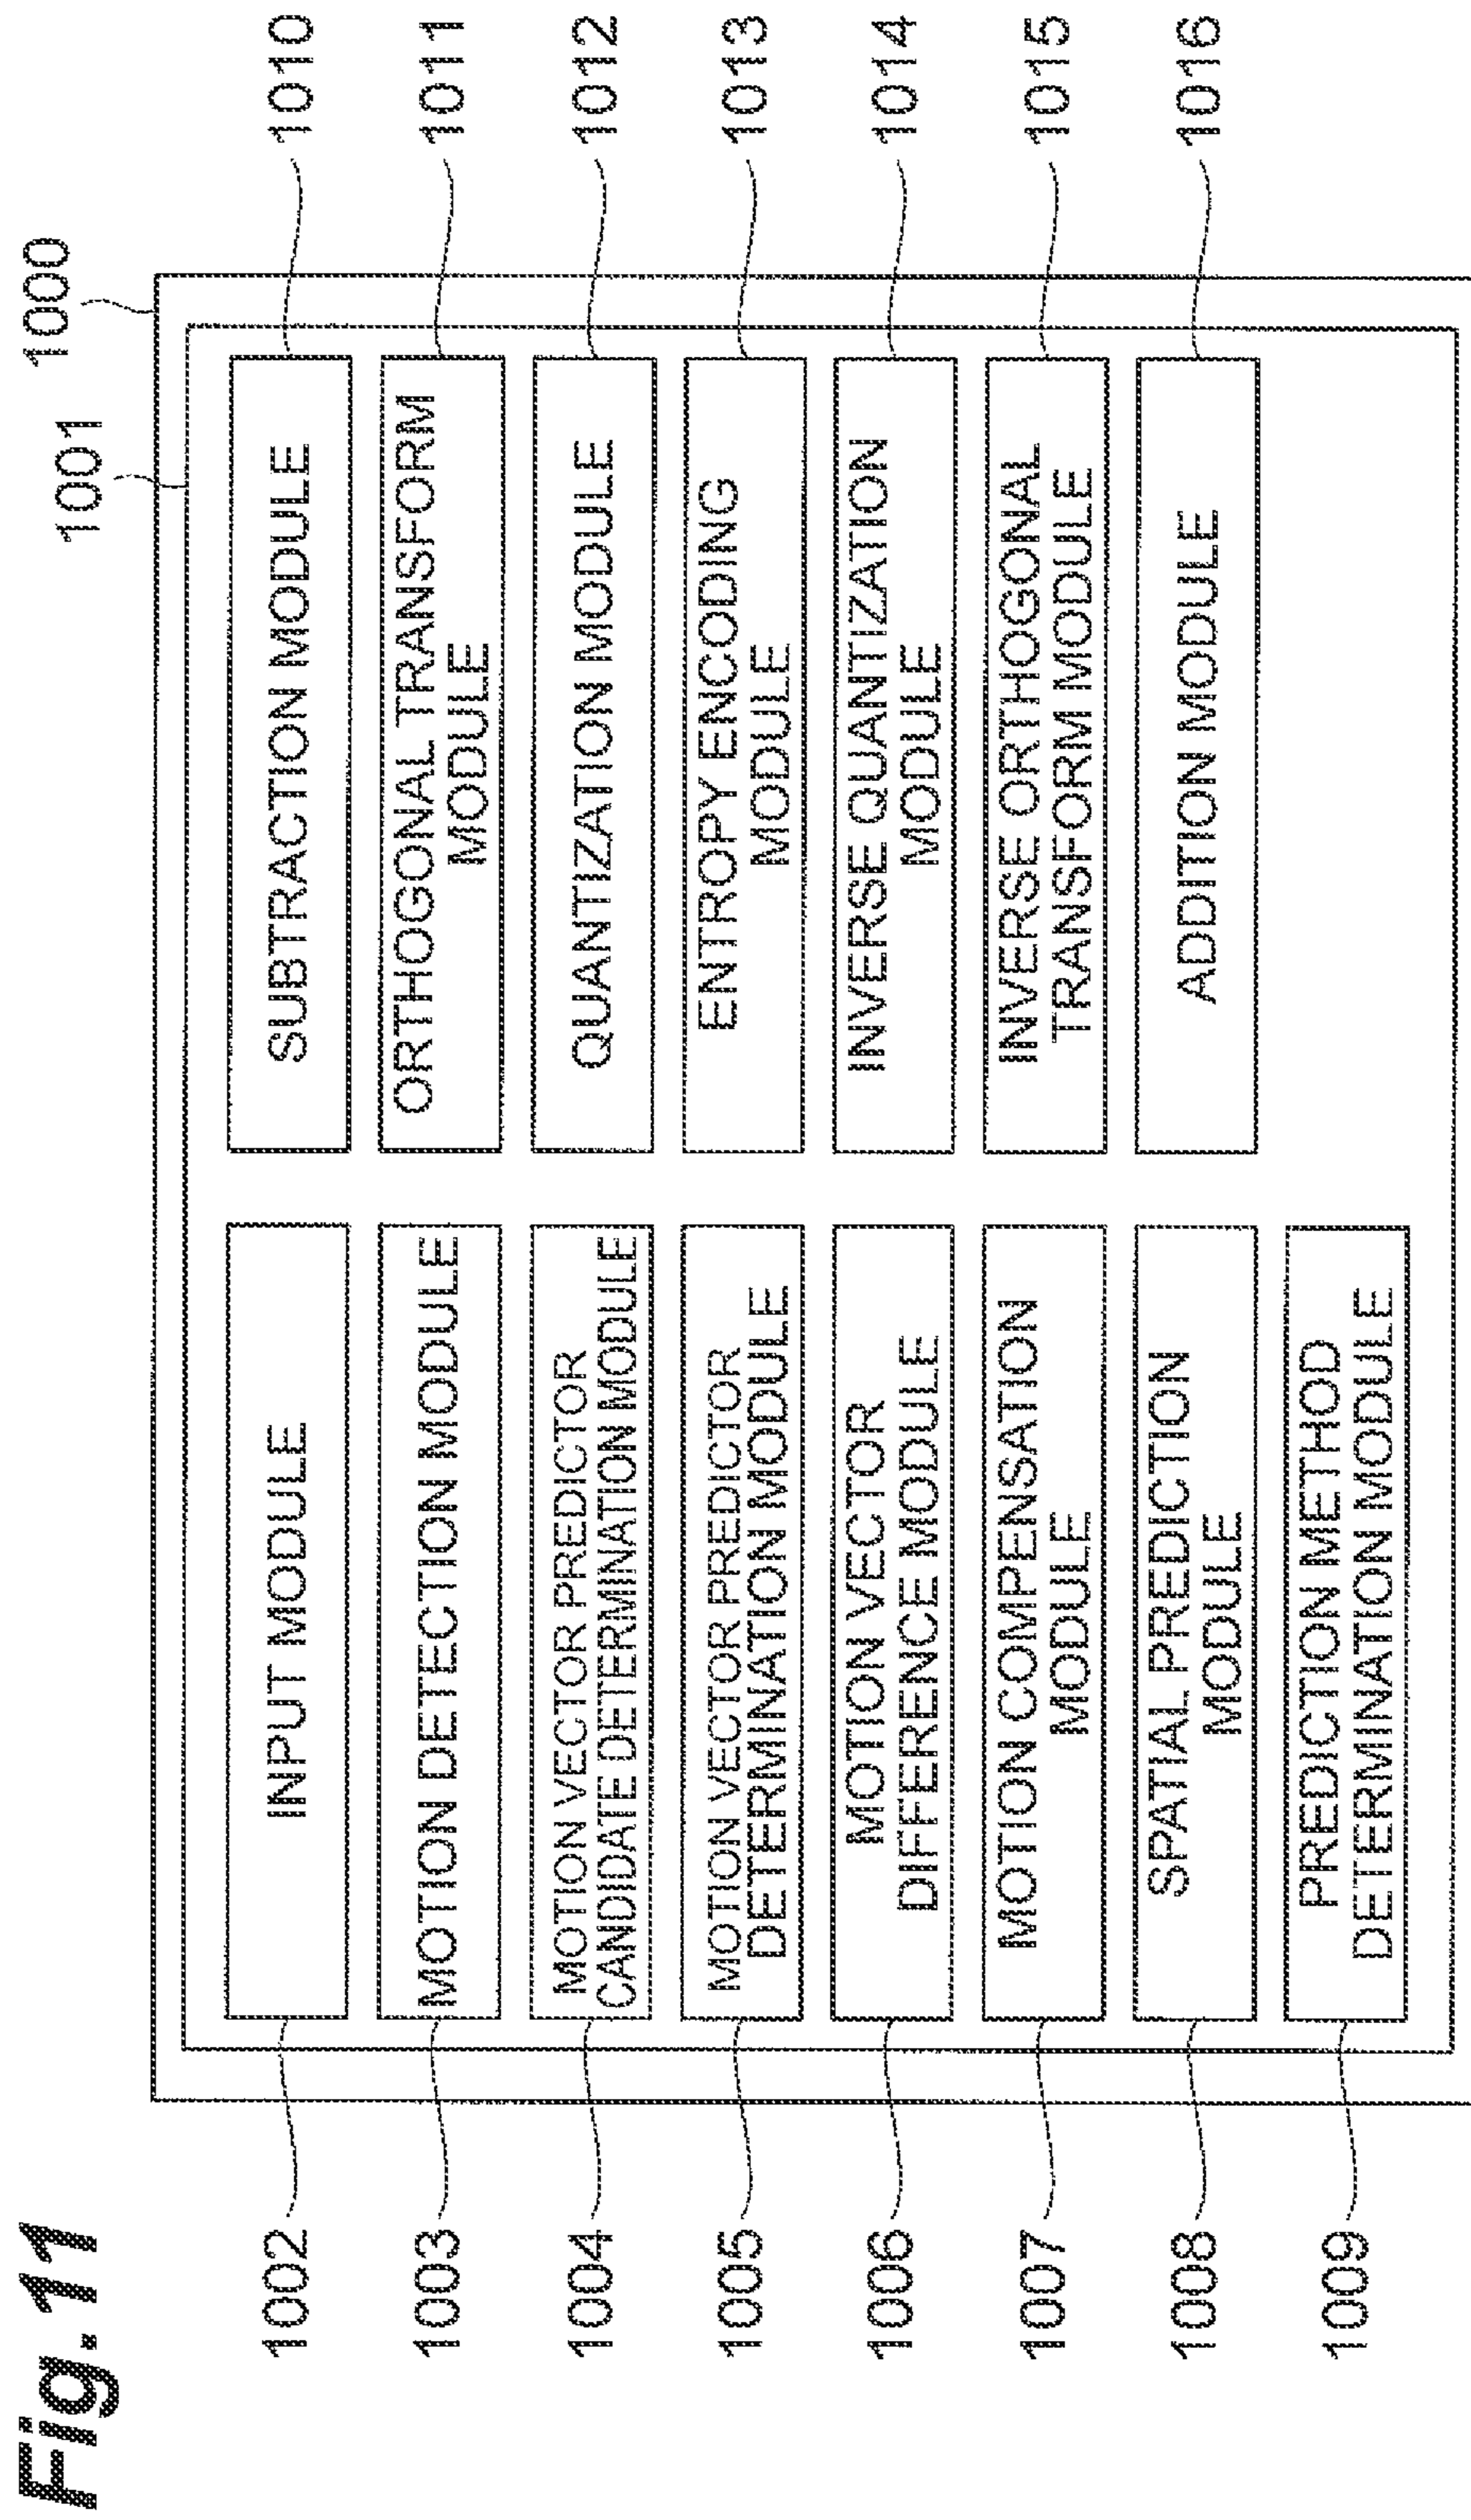 Fig.11
1000
1001
1002
INPUT MODULE
1003
MOTION DETECTION MODULE
1004
MOTION VECTOR PREDICTOR
CANDIDATE DETERMINATION MODULE
1005
MOTION VECTOR PREDICTOR
DETERMINATION MODULE
1006
MOTION VECTOR
DIFFERENCE MODULE
1007
MOTION COMPENSATION
MODULE
1008
SPATIAL PREDICTION
MODULE
1009
PREDICTION METHOD
DETERMINATION MODULE
SUBTRACTION MODULE
1010
ORTHOGONAL TRANSFORM
MODULE
1011
QUANTIZATION MODULE
1012
ENTROPY ENCODING
MODULE
1013
INVERSE QUANTIZATION
MODULE
1014
INVERSE ORTHOGONAL
TRANSFORM MODULE
1015
ADDITION MODULE
1016